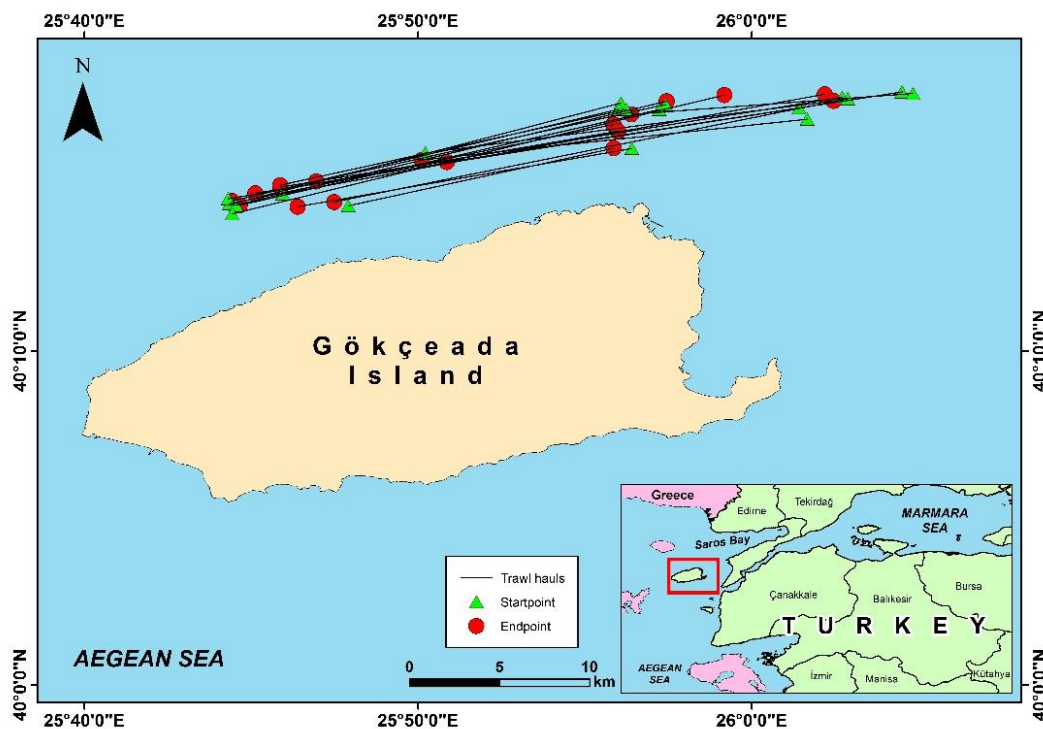 25°40'0"E 25°50'0"E 26°0'0"E
N
40°10'0"N 40°10'0"N
Gökçeada
Island
Greece
Edirne
Tekirdağ
MARMARA
SEA
Saros Bay
Çanakkale
Balıkesir
Bursa
TURKEY
AEGEAN
SEA
İzmir
Manisa
Kütahya
Trawl hauls
Startpoint
Endpoint
AEGEAN SEA
0 5 10
km
40°0'0"N 40°0'0"N
25°40'0"E 25°50'0"E 26°0'0"E